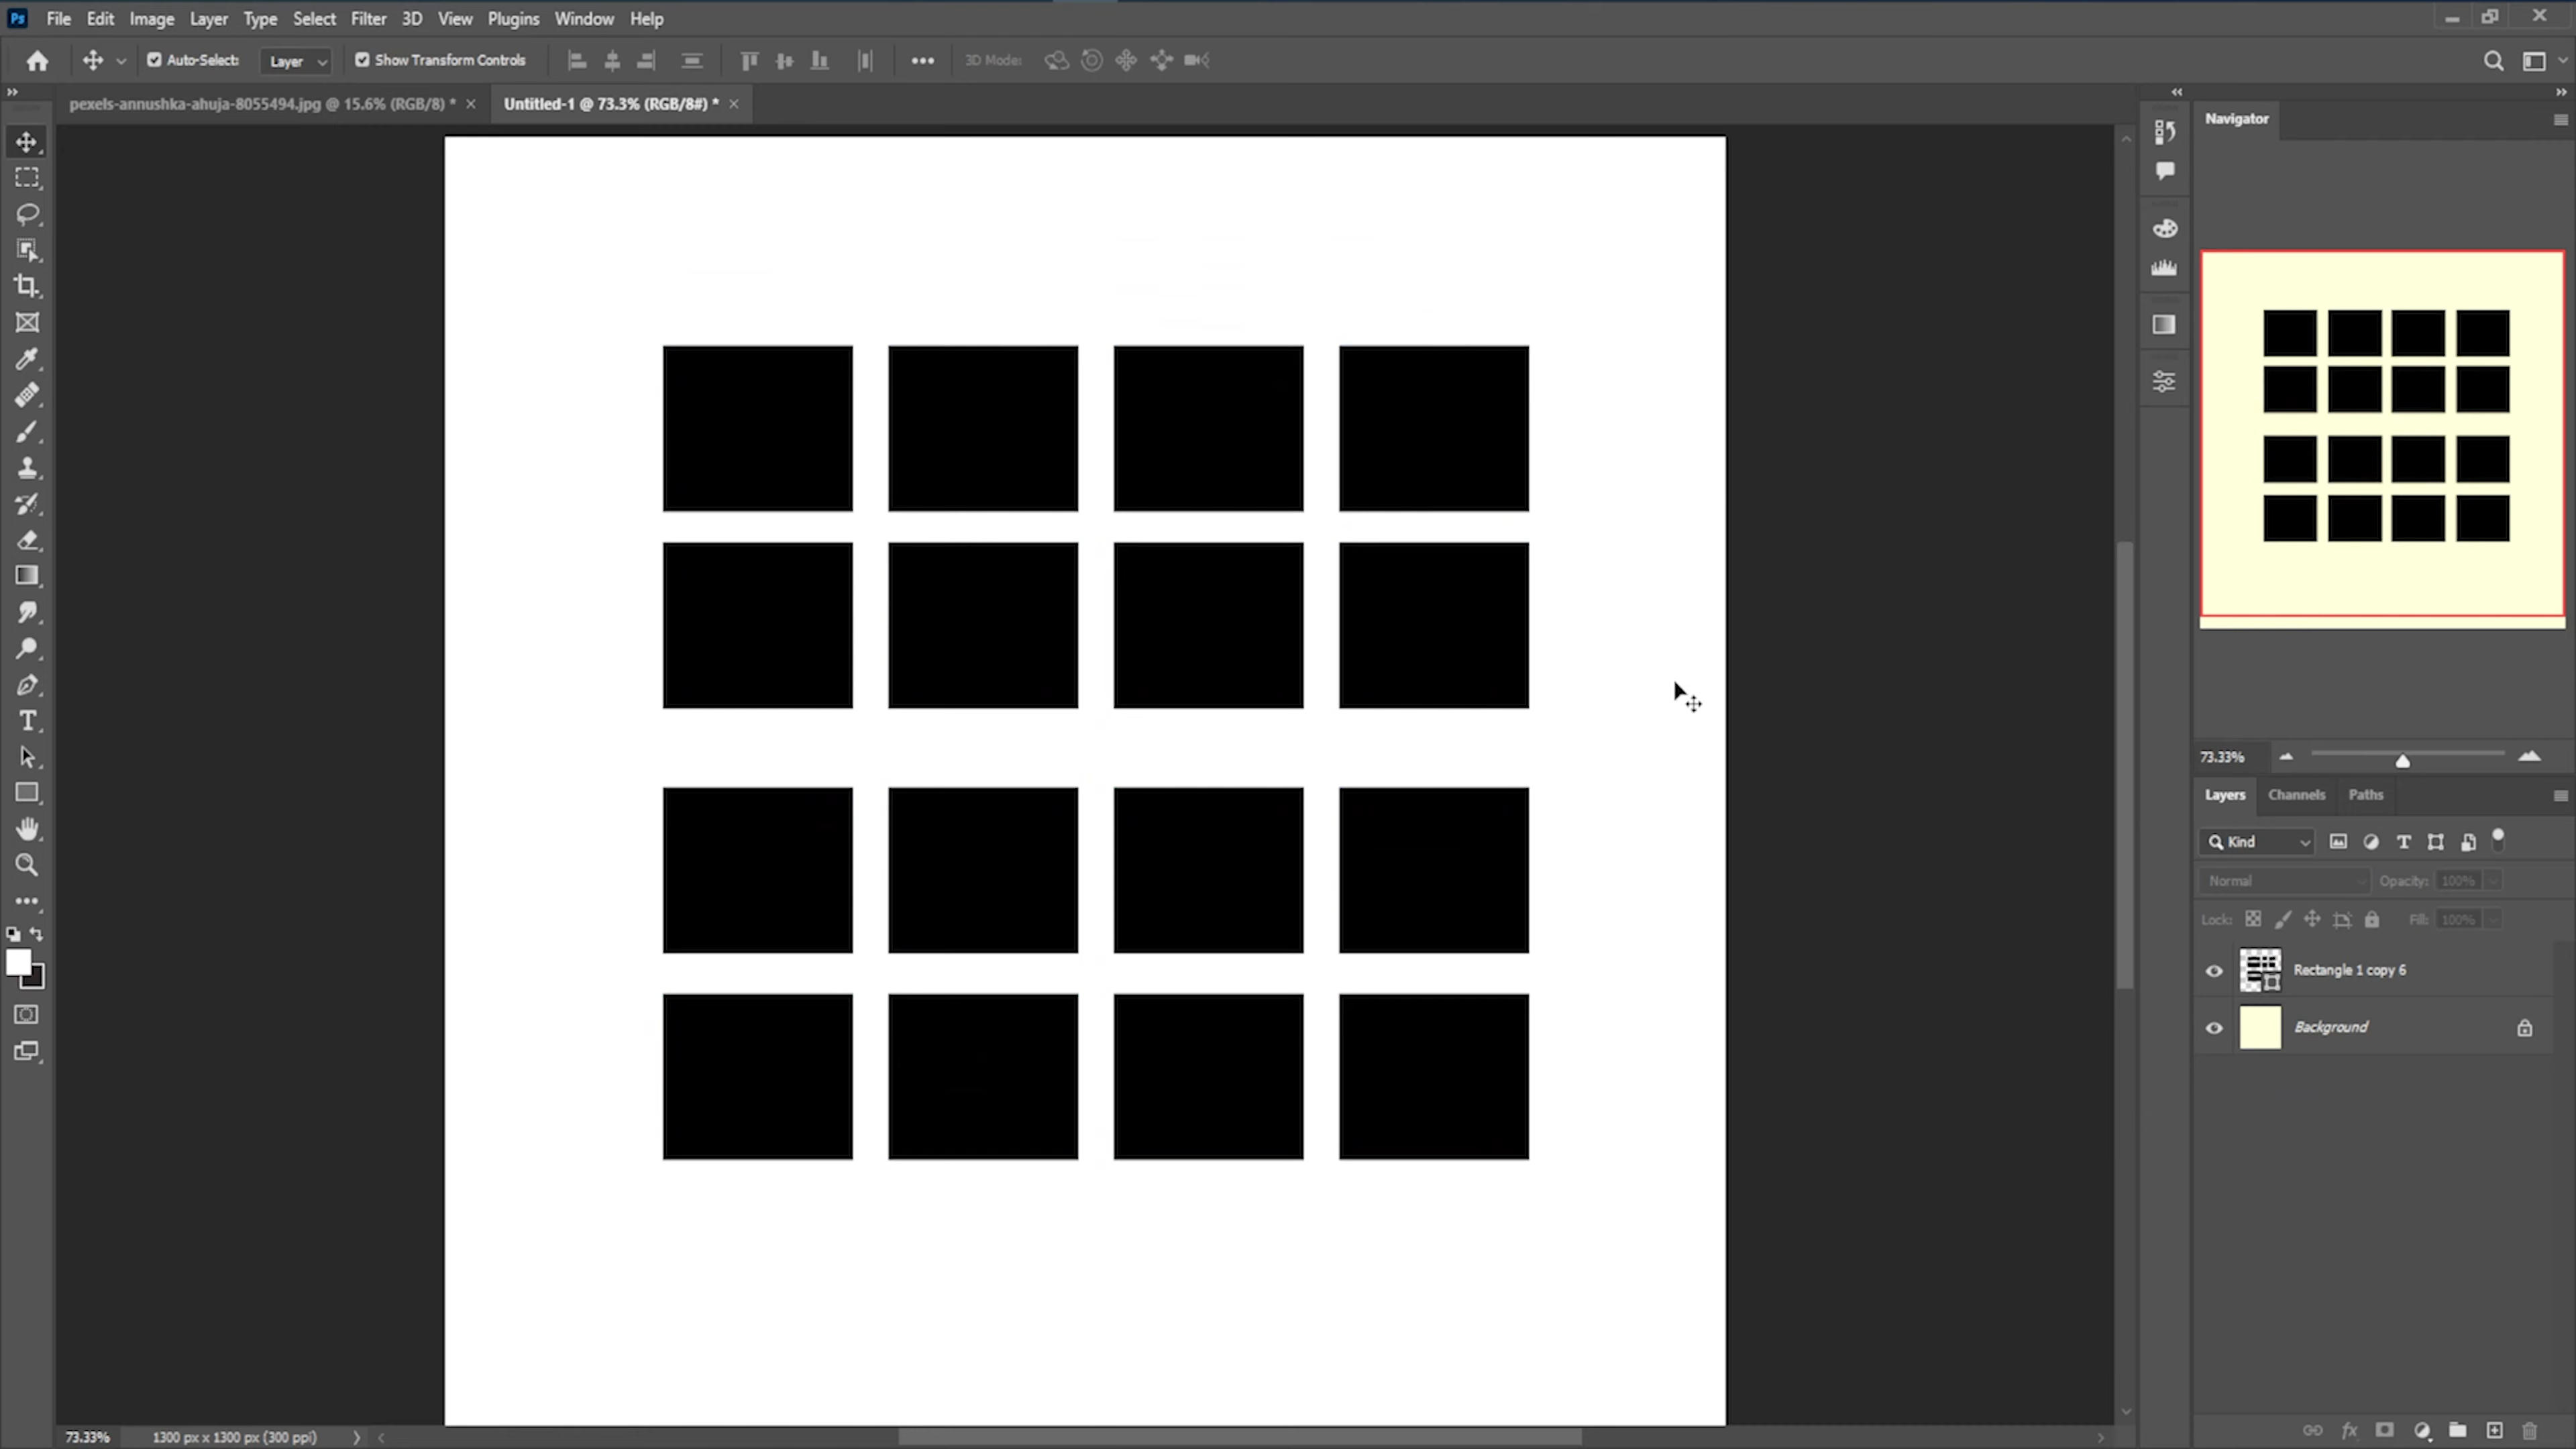 Ps File Edit Image Layer Type Select Filter 3D View Plugins Window Help
Auto-Select: Layer Show Transform Controls 3D Mode:
pexels-annushka-ahuja-8055494.jpg @ 15.6% (RGB/8) * × Untitled-1 @ 73.3% (RGB/8#) * ×
Navigator
73.33%
Layers Channels Paths
Kind
Normal Opacity: 100%
Lock: Fill: 100%
Rectangle 1 copy 6
Background
fx
73.33% 1300 px x 1300 px (300 ppi)